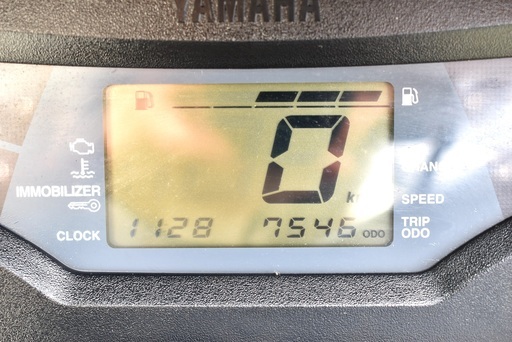 YAMAHA
0
IMMOBILIZER
SPEED
CLOCK
1128
7546 ODO
TRIP
ODO